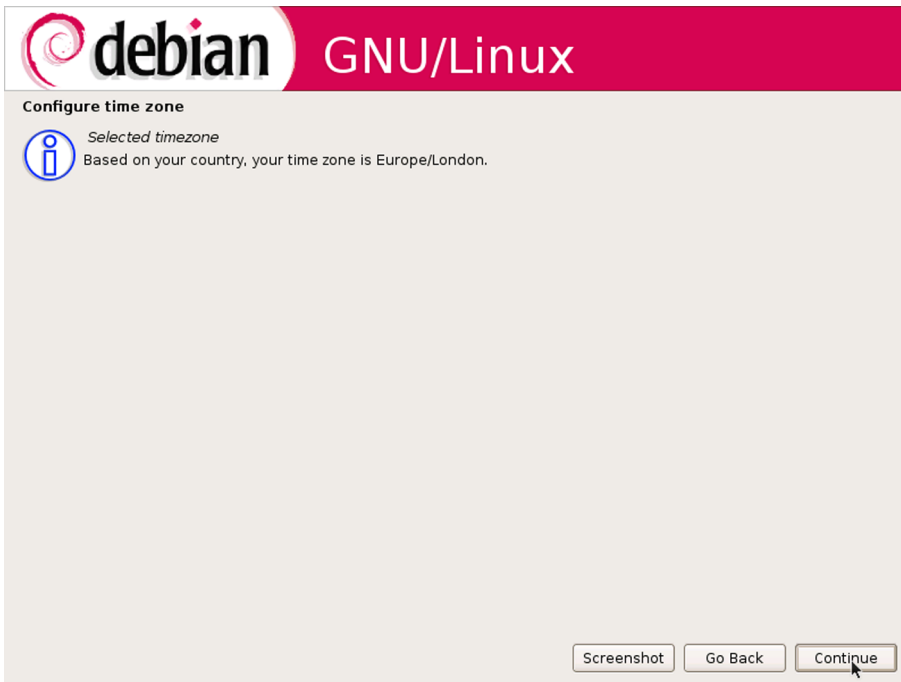 debian GNU/Linux
Configure time zone
Selected timezone
Based on your country, your time zone is Europe/London.
Screenshot Go Back Continue